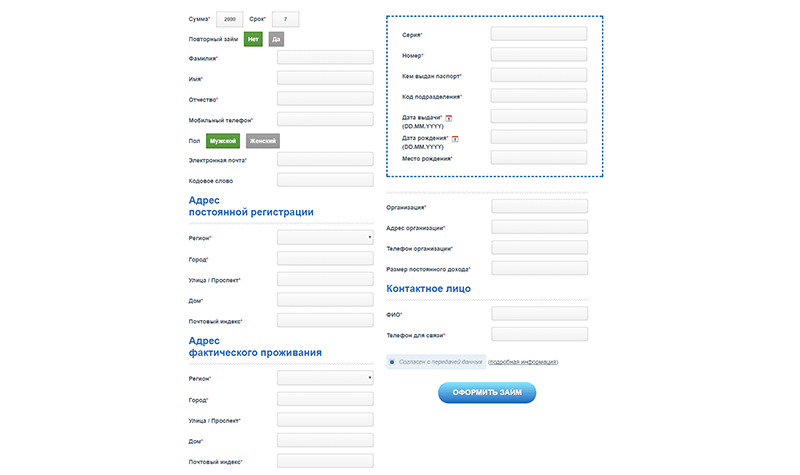 Сумма* 2000 Срок* 7
Повторный займ Нет Да
Фамилия*
Имя*
Отчество*
Мобильный телефон*
Пол Мужской Женский
Электронная почта*
Кодовое слово
Адрес
постоянной регистрации
Регион*
Город*
Улица / Проспект*
Дом*
Почтовый индекс*
Адрес
фактического проживания
Регион*
Город*
Улица / Проспект*
Дом*
Почтовый индекс*
Серия*
Номер*
Кем выдан паспорт*
Код подразделения*
Дата выдачи*
(DD.MM.YYYY)
Дата рождения*
(DD.MM.YYYY)
Место рождения*
Организация*
Адрес организации*
Телефон организации*
Размер постоянного дохода*
Контактное лицо
ФИО*
Телефон для связи*
Согласен с передачей данных (подробная информация)
ОФОРМИТЬ ЗАЙМ